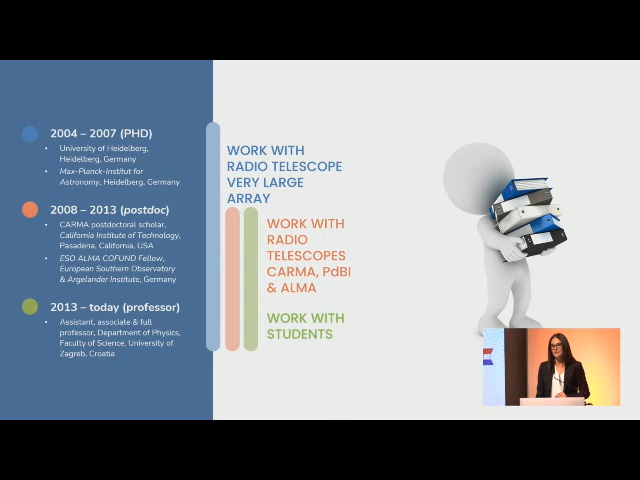 2004 – 2007 (PHD)
• University of Heidelberg,
Heidelberg, Germany
• Max-Planck-Institut for
Astronomy, Heidelberg, Germany
2008 – 2013 (postdoc)
• CARMA postdoctoral scholar,
California Institute of Technology,
Pasadena, California, USA
• ESO ALMA COFUND Fellow,
European Southern Observatory
& Argelander Institute, Germany
2013 – today (professor)
• Assistant, associate & full
professor, Department of Physics,
Faculty of Science, University of
Zagreb, Croatia
WORK WITH
RADIO TELESCOPE
VERY LARGE
ARRAY
WORK WITH
RADIO
TELESCOPES
CARMA, PdBI
& ALMA
WORK WITH
STUDENTS